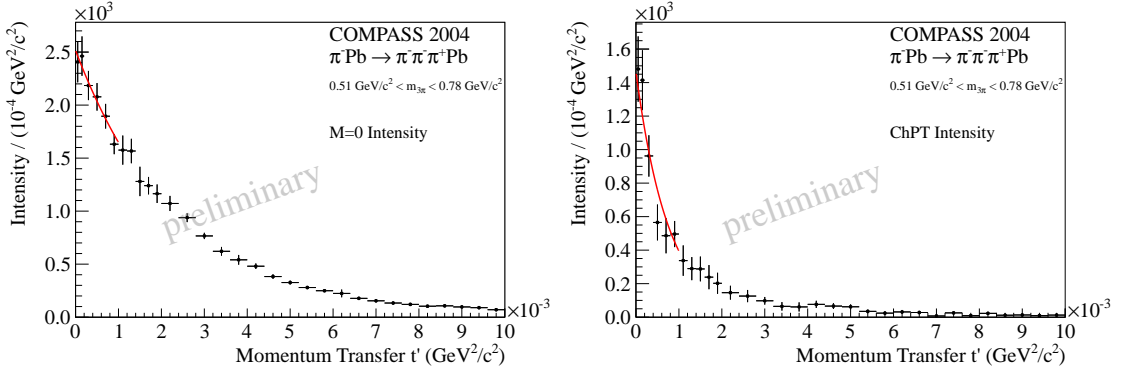 ×10³
COMPASS 2004
π⁻Pb → π⁻π⁻π⁺Pb
0.51 GeV/c² < m₃π < 0.78 GeV/c²
M=0 Intensity
preliminary
Intensity / (10⁻⁴ GeV²/c²)
2.5
2.0
1.5
1.0
0.5
0.0
0 1 2 3 4 5 6 7 8 9 10
×10⁻³
Momentum Transfer t' (GeV²/c²)
×10³
COMPASS 2004
π⁻Pb → π⁻π⁻π⁺Pb
0.51 GeV/c² < m₃π < 0.78 GeV/c²
ChPT Intensity
preliminary
Intensity / (10⁻⁴ GeV²/c²)
1.6
1.4
1.2
1.0
0.8
0.6
0.4
0.2
0.0
0 1 2 3 4 5 6 7 8 9 10
×10⁻³
Momentum Transfer t' (GeV²/c²)